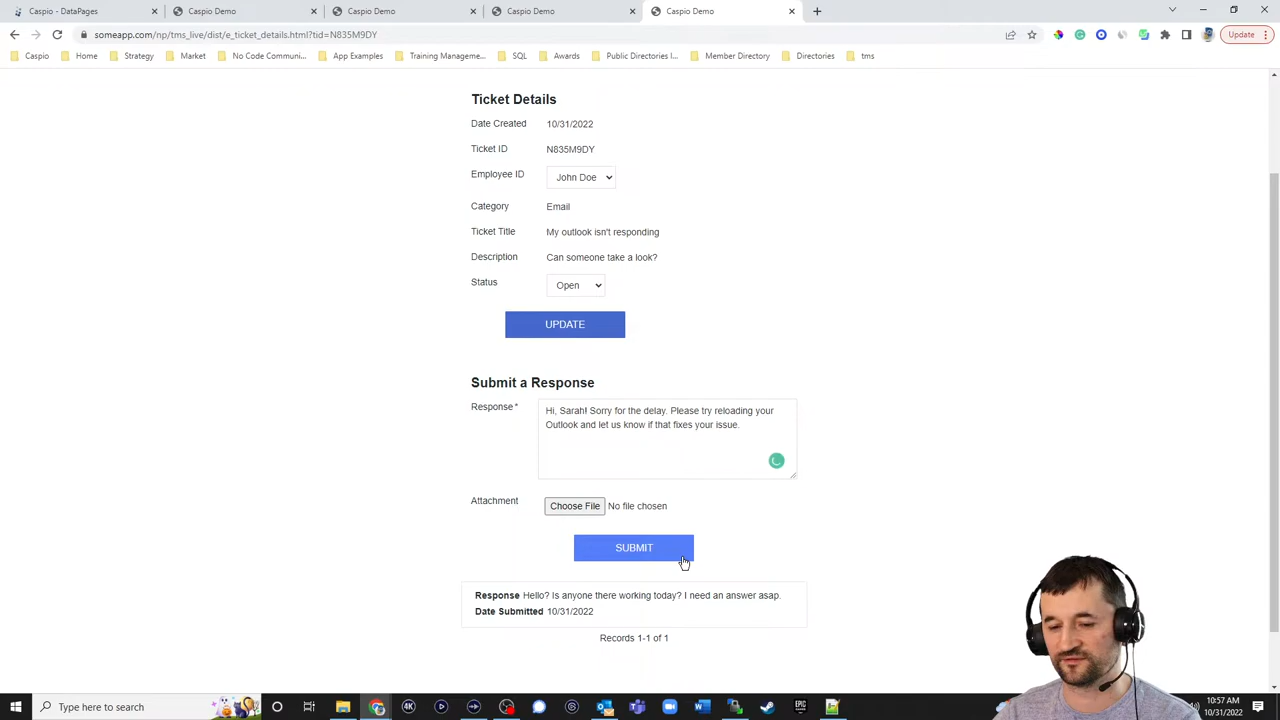 Caspio - DataPages
Caspio Demo
Caspio Demo
Caspio Demo
Caspio Demo
someapp.com/np/tms_live/dist/e_ticket_details.html?tid=N835M9DY
Update
Caspio
Home
Strategy
Market
No Code Communi...
App Examples
Training Manageme...
SQL
Awards
Public Directories I...
Member Directory
Directories
tms
Ticket Details
Date Created 10/31/2022
Ticket ID N835M9DY
Employee ID John Doe
Category Email
Ticket Title My outlook isn't responding
Description Can someone take a look?
Status Open
UPDATE
Submit a Response
Response* Hi, Sarah! Sorry for the delay. Please try reloading your
Outlook and let us know if that fixes your issue.
Attachment Choose File No file chosen
SUBMIT
Response Hello? Is anyone there working today? I need an answer asap.
Date Submitted 10/31/2022
Records 1-1 of 1
Type here to search
4K
EPIC
10:57 AM
10/31/2022